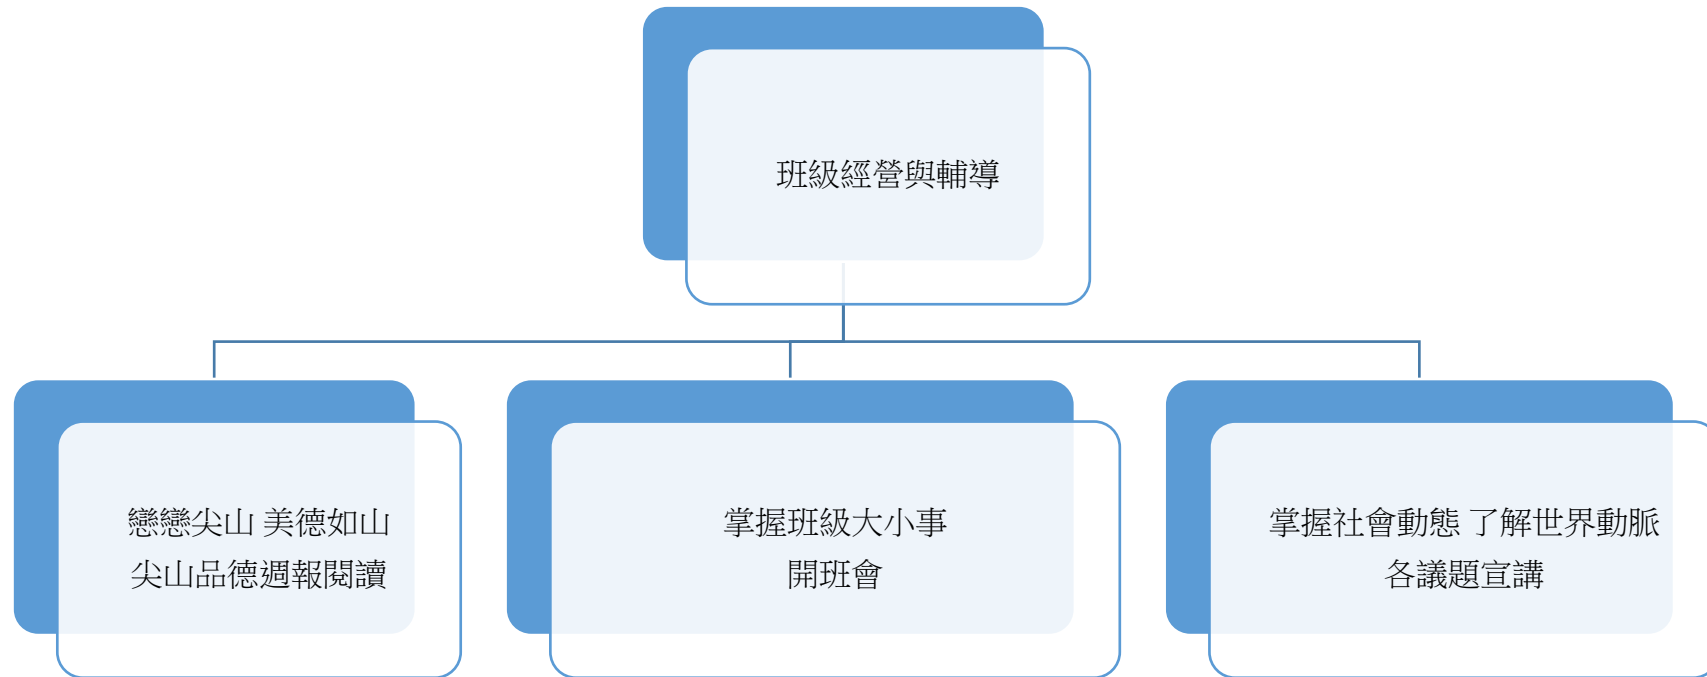 班級經營與輔導
戀戀尖山 美德如山
尖山品德週報閱讀
掌握班級大小事
開班會
掌握社會動態 了解世界動脈
各議題宣講